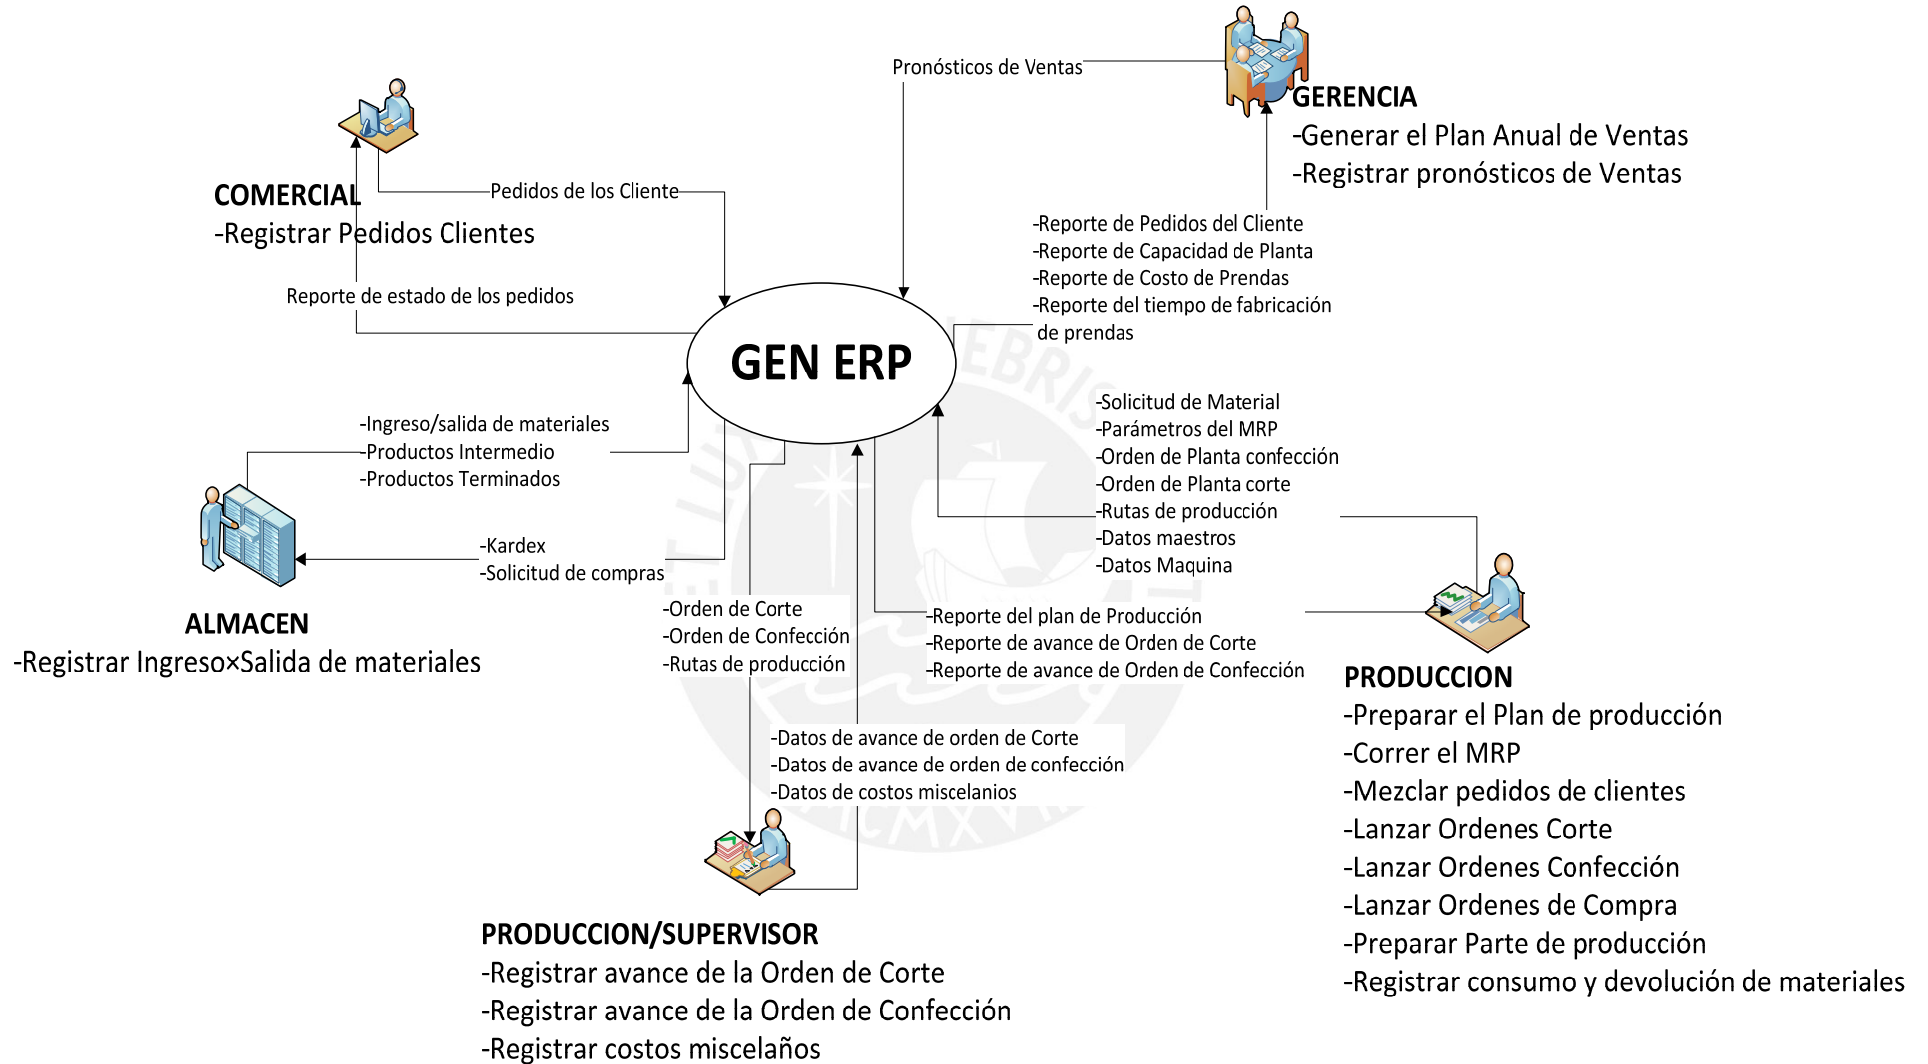 Pronósticos de Ventas
GERENCIA
-Generar el Plan Anual de Ventas
-Registrar pronósticos de Ventas
COMERCIAL
-Registrar Pedidos Clientes
Pedidos de los Cliente
Reporte de estado de los pedidos
-Reporte de Pedidos del Cliente
-Reporte de Capacidad de Planta
-Reporte de Costo de Prendas
-Reporte del tiempo de fabricación
de prendas
GEN ERP
-Ingreso/salida de materiales
-Productos Intermedio
-Productos Terminados
-Kardex
-Solicitud de compras
ALMACEN
-Registrar Ingreso×Salida de materiales
-Solicitud de Material
-Parámetros del MRP
-Orden de Planta confección
-Orden de Planta corte
-Rutas de producción
-Datos maestros
-Datos Maquina
-Orden de Corte
-Orden de Confección
-Rutas de producción
-Reporte del plan de Producción
-Reporte de avance de Orden de Corte
-Reporte de avance de Orden de Confección
-Datos de avance de orden de Corte
-Datos de avance de orden de confección
-Datos de costos miscelanios
PRODUCCION
-Preparar el Plan de producción
-Correr el MRP
-Mezclar pedidos de clientes
-Lanzar Ordenes Corte
-Lanzar Ordenes Confección
-Lanzar Ordenes de Compra
-Preparar Parte de producción
-Registrar consumo y devolución de materiales
PRODUCCION/SUPERVISOR
-Registrar avance de la Orden de Corte
-Registrar avance de la Orden de Confección
-Registrar costos miscelaños